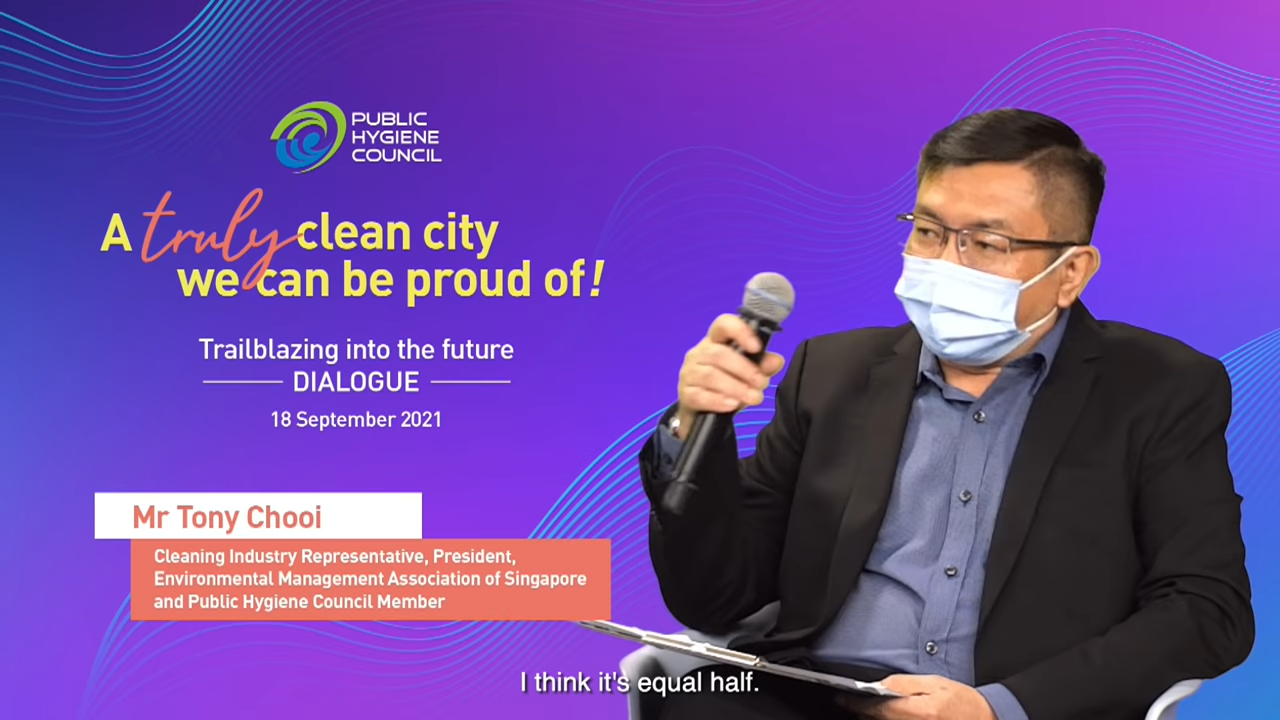 PUBLIC
HYGIENE
COUNCIL
A truly clean city
we can be proud of!
Trailblazing into the future
DIALOGUE
18 September 2021
Mr Tony Chooi
Cleaning Industry Representative, President,
Environmental Management Association of Singapore
and Public Hygiene Council Member
I think it's equal half.